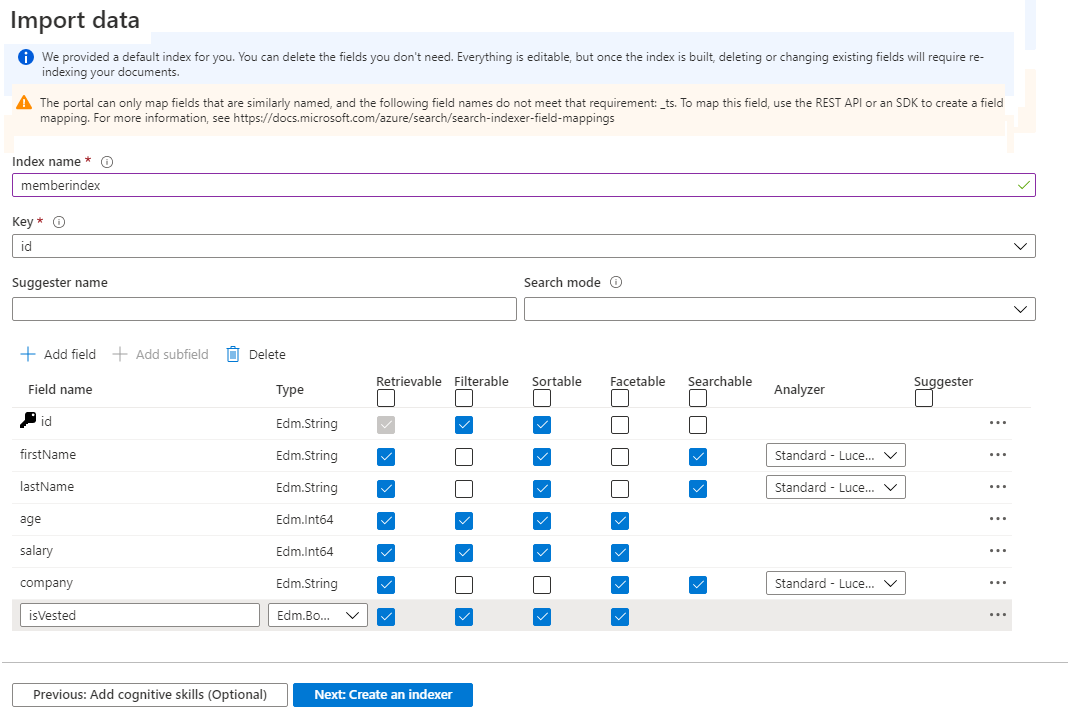 Import data
We provided a default index for you. You can delete the fields you don't need. Everything is editable, but once the index is built, deleting or changing existing fields will require re-
indexing your documents.
The portal can only map fields that are similarly named, and the following field names do not meet that requirement: _ts. To map this field, use the REST API or an SDK to create a field
mapping. For more information, see https://docs.microsoft.com/azure/search/search-indexer-field-mappings
Index name *
memberindex
Key *
id
Suggester name Search mode
Add field Add subfield Delete
Field name Type Retrievable Filterable Sortable Facetable Searchable Analyzer Suggester
id Edm.String ...
firstName Edm.String Standard - Luce... ...
lastName Edm.String Standard - Luce... ...
age Edm.Int64 ...
salary Edm.Int64 ...
company Edm.String Standard - Luce... ...
isVested Edm.Bo... ...
Previous: Add cognitive skills (Optional) Next: Create an indexer